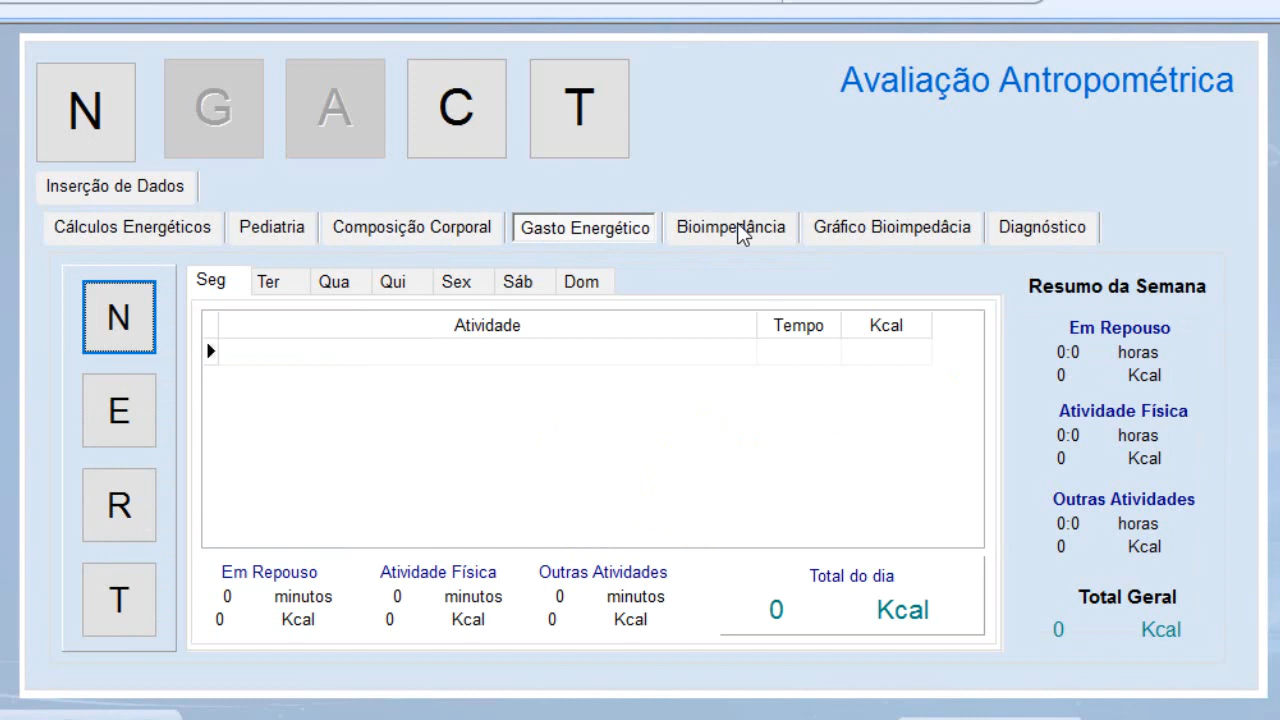 N G A C T
Avaliação Antropométrica
Inserção de Dados
Cálculos Energéticos Pediatria Composição Corporal Gasto Energético Bioimpedância Gráfico Bioimpedâcia Diagnóstico
N
E
R
T
Seg Ter Qua Qui Sex Sáb Dom
Atividade Tempo Kcal
Em Repouso Atividade Física Outras Atividades
0 minutos 0 minutos 0 minutos
0 Kcal 0 Kcal 0 Kcal
Total do dia
0 Kcal
Resumo da Semana
Em Repouso
0:0 horas
0 Kcal
Atividade Física
0:0 horas
0 Kcal
Outras Atividades
0:0 horas
0 Kcal
Total Geral
0 Kcal